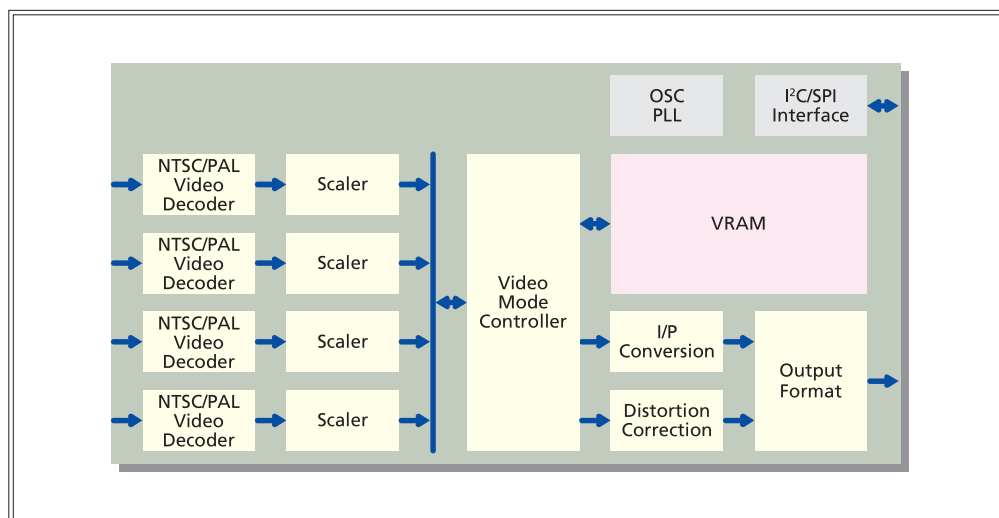 OSC
PLL
I²C/SPI
Interface
NTSC/PAL
Video
Decoder
Scaler
NTSC/PAL
Video
Decoder
Scaler
NTSC/PAL
Video
Decoder
Scaler
NTSC/PAL
Video
Decoder
Scaler
Video
Mode
Controller
VRAM
I/P
Conversion
Distortion
Correction
Output
Format